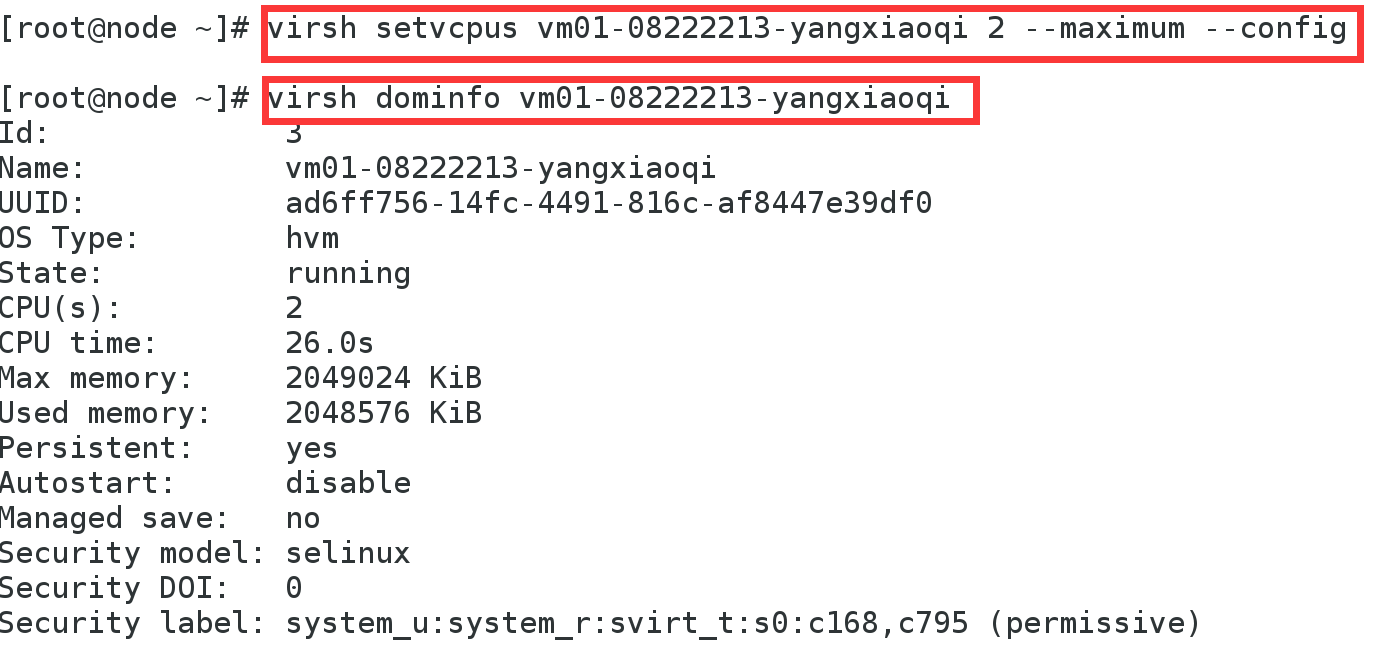 [root@node ~]# virsh setvcpus vm01-08222213-yangxiaoqi 2 --maximum --config
[root@node ~]# virsh dominfo vm01-08222213-yangxiaoqi
Id:             3
Name:           vm01-08222213-yangxiaoqi
UUID:           ad6ff756-14fc-4491-816c-af8447e39df0
OS Type:        hvm
State:          running
CPU(s):         2
CPU time:       26.0s
Max memory:     2049024 KiB
Used memory:    2048576 KiB
Persistent:     yes
Autostart:      disable
Managed save:   no
Security model: selinux
Security DOI:   0
Security label: system_u:system_r:svirt_t:s0:c168,c795 (permissive)